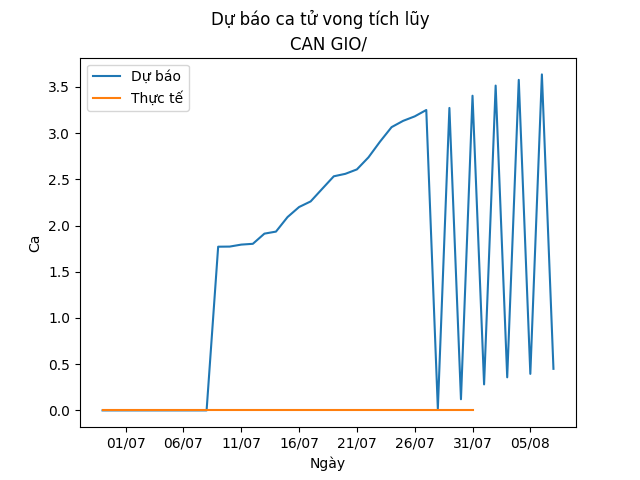 Dự báo ca tử vong tích lũy
CAN GIO/
Dự báo
Thực tế
Ca
3.5
3.0
2.5
2.0
1.5
1.0
0.5
0.0
01/07 06/07 11/07 16/07 21/07 26/07 31/07 05/08
Ngày